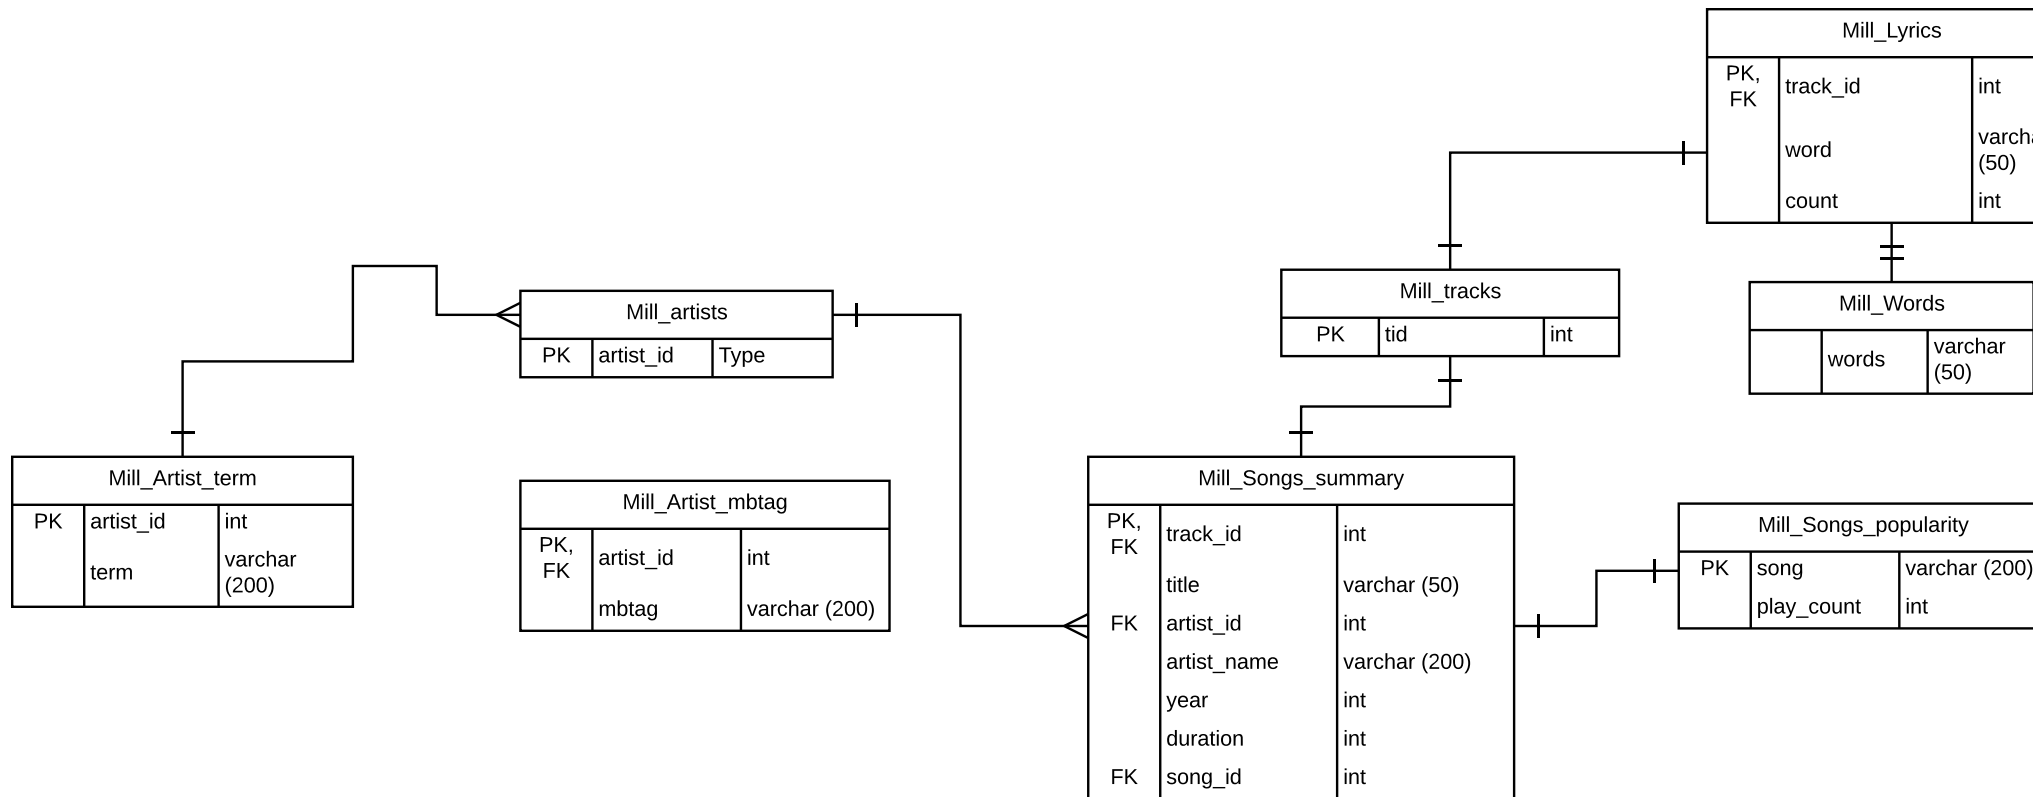 Mill_Lyrics
PK,
FK
track_id
int
word
(50)
count
int
Mill_tracks
PK
tid
int
Mill_Words
words
varchar
(50)
Mill_artists
PK
artist_id
Type
Mill_Artist_term
PK
artist_id
int
term
varchar
(200)
Mill_Artist_mbtag
PK,
FK
artist_id
int
mbtag
varchar (200)
Mill_Songs_summary
PK,
FK
track_id
int
title
varchar (50)
FK
artist_id
int
artist_name
varchar (200)
year
int
duration
int
FK
song_id
int
Mill_Songs_popularity
PK
song
varchar (200)
play_count
int